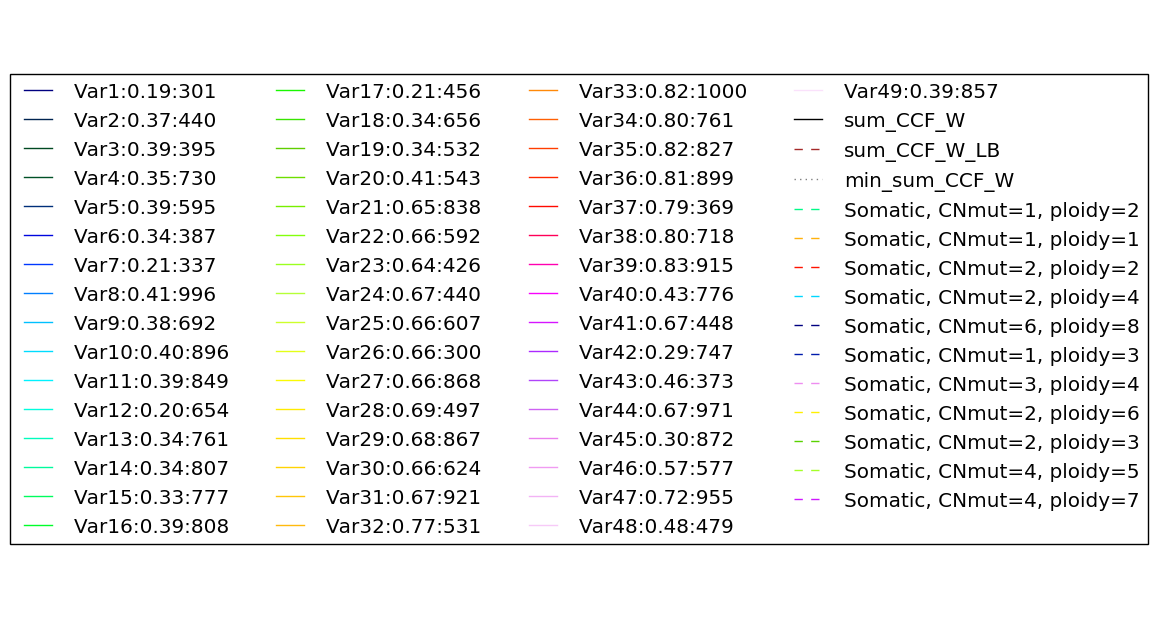 Var1:0.19:301
Var2:0.37:440
Var3:0.39:395
Var4:0.35:730
Var5:0.39:595
Var6:0.34:387
Var7:0.21:337
Var8:0.41:996
Var9:0.38:692
Var10:0.40:896
Var11:0.39:849
Var12:0.20:654
Var13:0.34:761
Var14:0.34:807
Var15:0.33:777
Var16:0.39:808
Var17:0.21:456
Var18:0.34:656
Var19:0.34:532
Var20:0.41:543
Var21:0.65:838
Var22:0.66:592
Var23:0.64:426
Var24:0.67:440
Var25:0.66:607
Var26:0.66:300
Var27:0.66:868
Var28:0.69:497
Var29:0.68:867
Var30:0.66:624
Var31:0.67:921
Var32:0.77:531
Var33:0.82:1000
Var34:0.80:761
Var35:0.82:827
Var36:0.81:899
Var37:0.79:369
Var38:0.80:718
Var39:0.83:915
Var40:0.43:776
Var41:0.67:448
Var42:0.29:747
Var43:0.46:373
Var44:0.67:971
Var45:0.30:872
Var46:0.57:577
Var47:0.72:955
Var48:0.48:479
Var49:0.39:857
sum_CCF_W
sum_CCF_W_LB
min_sum_CCF_W
Somatic, CNmut=1, ploidy=2
Somatic, CNmut=1, ploidy=1
Somatic, CNmut=2, ploidy=2
Somatic, CNmut=2, ploidy=4
Somatic, CNmut=6, ploidy=8
Somatic, CNmut=1, ploidy=3
Somatic, CNmut=3, ploidy=4
Somatic, CNmut=2, ploidy=6
Somatic, CNmut=2, ploidy=3
Somatic, CNmut=4, ploidy=5
Somatic, CNmut=4, ploidy=7